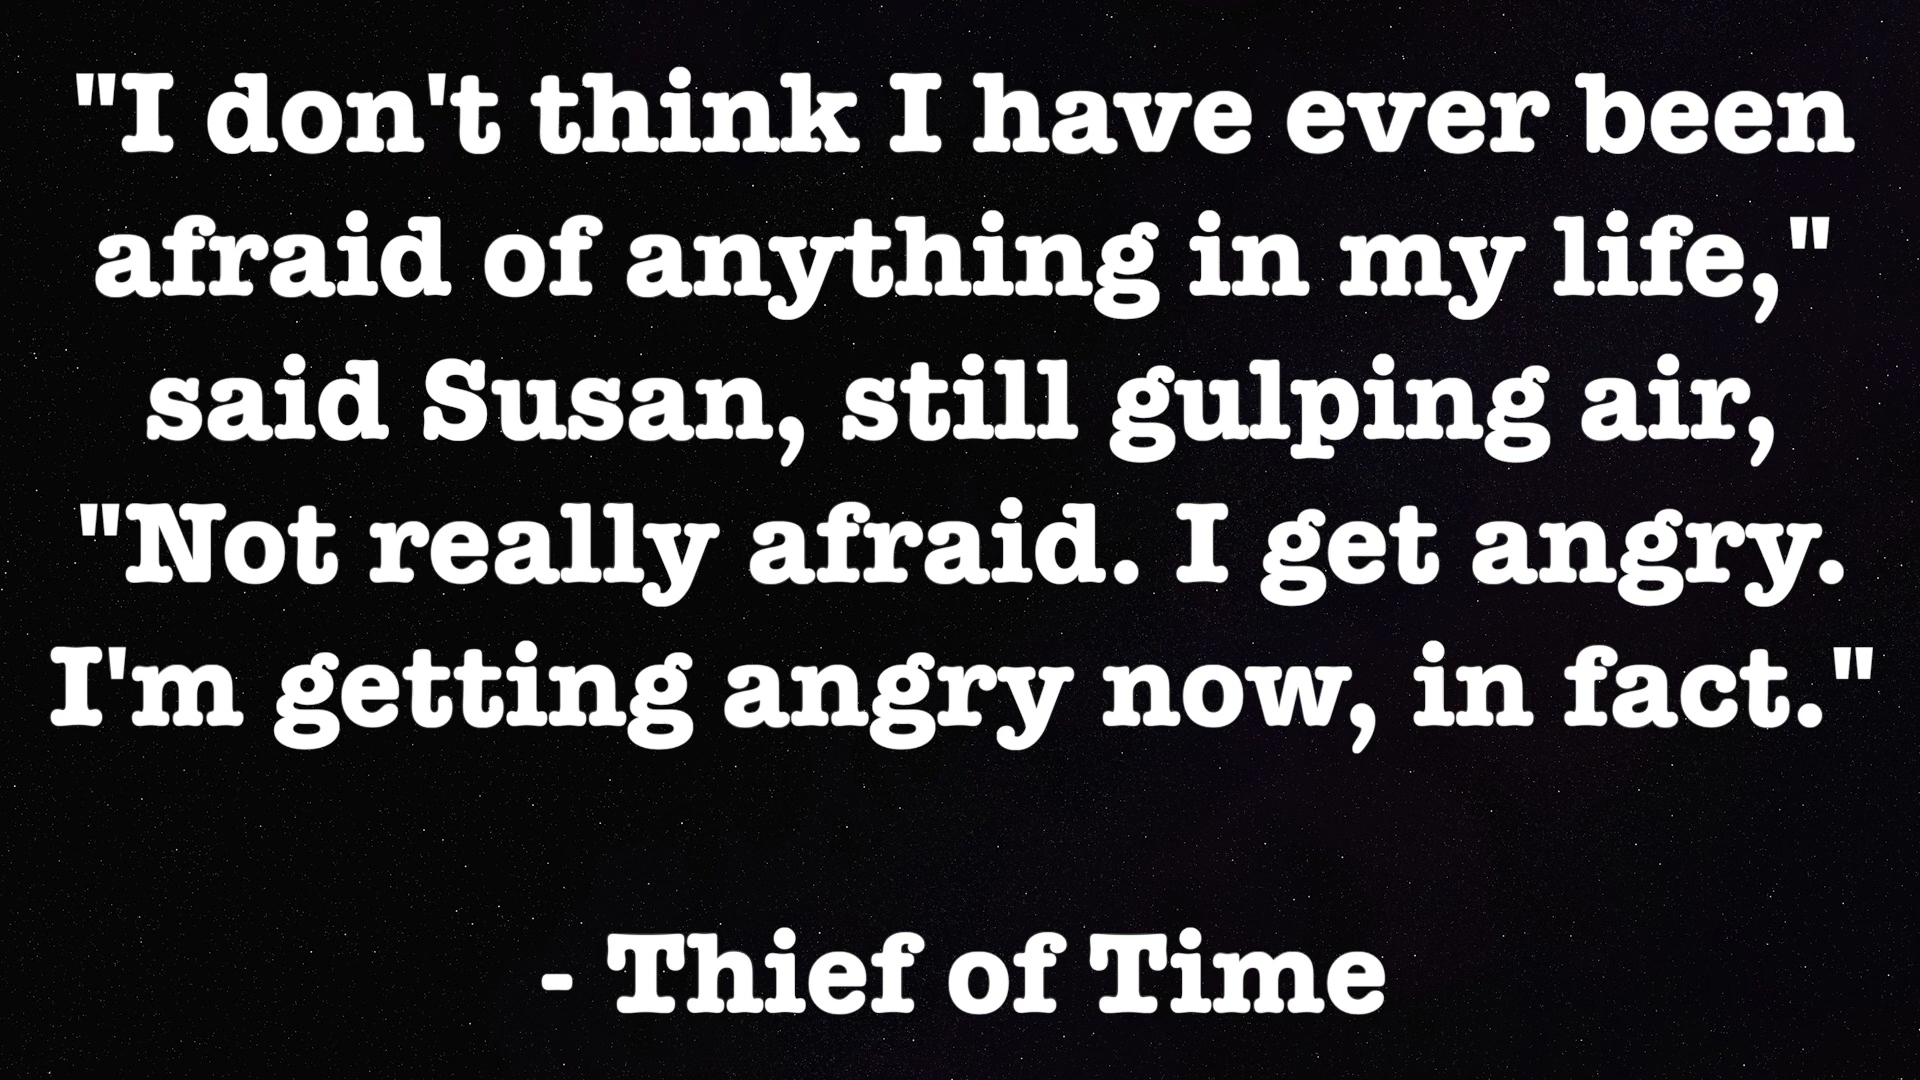 "I don't think I have ever been
afraid of anything in my life,"
said Susan, still gulping air,
"Not really afraid. I get angry.
I'm getting angry now, in fact."
- Thief of Time